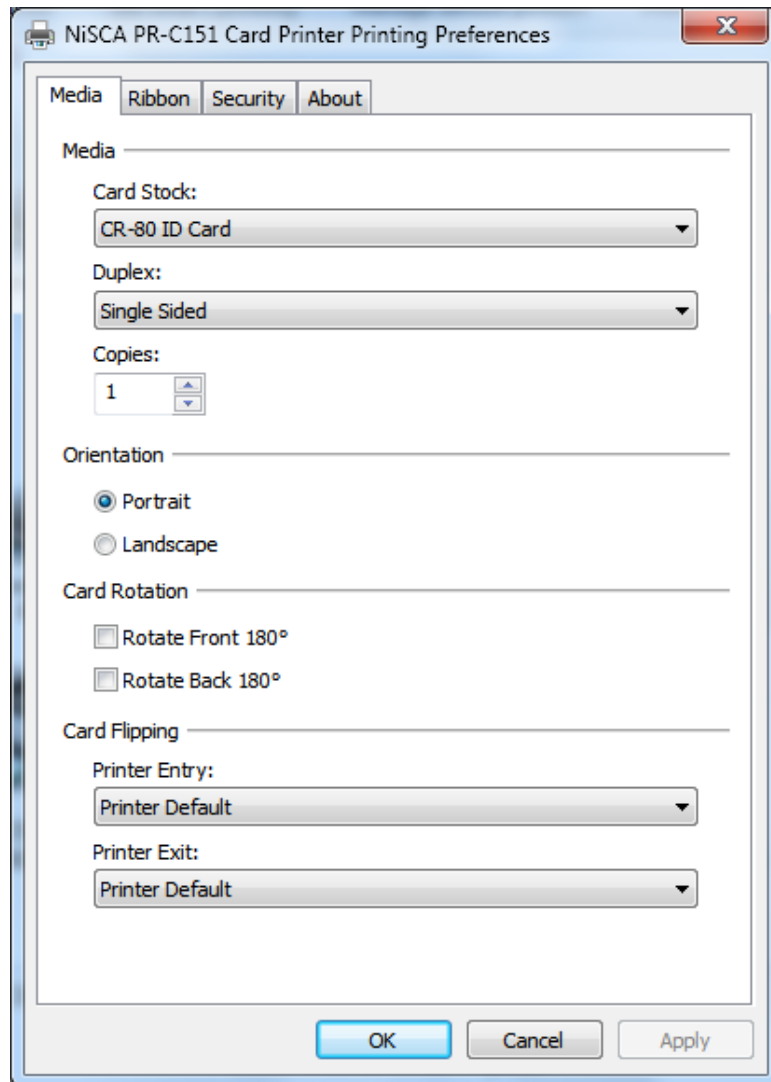 NiSCA PR-C151 Card Printer Printing Preferences
Media Ribbon Security About
Media
Card Stock:
CR-80 ID Card
Duplex:
Single Sided
Copies:
1
Orientation
Portrait
Landscape
Card Rotation
Rotate Front 180°
Rotate Back 180°
Card Flipping
Printer Entry:
Printer Default
Printer Exit:
Printer Default
OK Cancel Apply